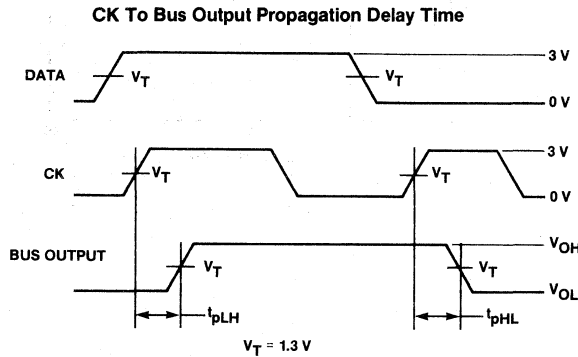 CK To Bus Output Propagation Delay Time
DATA
VT
VT
3 V
0 V
CK
VT
VT
3 V
0 V
BUS OUTPUT
VT
VT
VOH
VOL
tpLH
tpHL
VT = 1.3 V